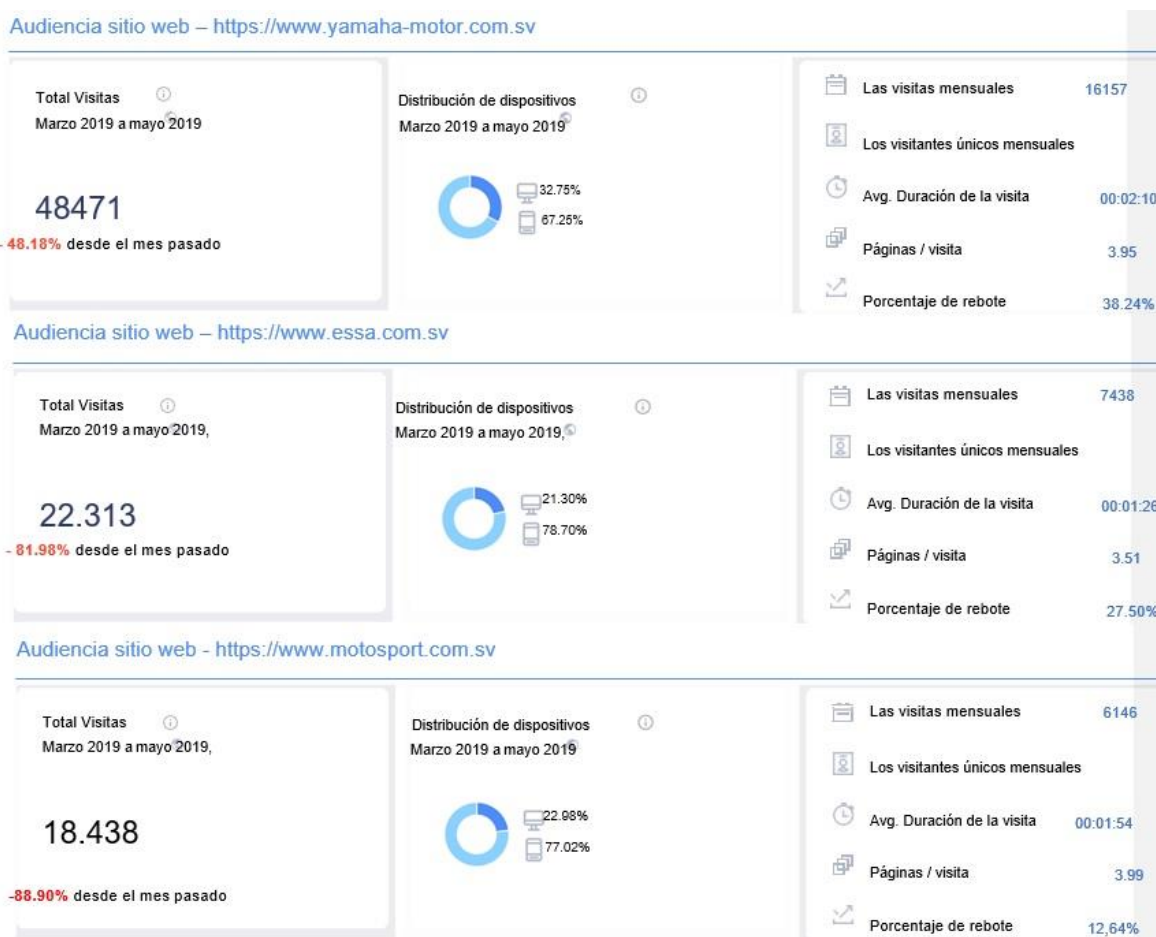 Audiencia sitio web – https://www.yamaha-motor.com.sv
Total Visitas
Marzo 2019 a mayo 2019
48471
- 48.18% desde el mes pasado
Distribución de dispositivos
Marzo 2019 a mayo 2019
32.75%
67.25%
Las visitas mensuales 16157
Los visitantes únicos mensuales
Avg. Duración de la visita 00:02:10
Páginas / visita 3.95
Porcentaje de rebote 38.24%
Audiencia sitio web – https://www.essa.com.sv
Total Visitas
Marzo 2019 a mayo 2019,
22.313
- 81.98% desde el mes pasado
Distribución de dispositivos
Marzo 2019 a mayo 2019,
21.30%
78.70%
Las visitas mensuales 7438
Los visitantes únicos mensuales
Avg. Duración de la visita 00:01:26
Páginas / visita 3.51
Porcentaje de rebote 27.50%
Audiencia sitio web - https://www.motosport.com.sv
Total Visitas
Marzo 2019 a mayo 2019,
18.438
-88.90% desde el mes pasado
Distribución de dispositivos
Marzo 2019 a mayo 2019
22.98%
77.02%
Las visitas mensuales 6146
Los visitantes únicos mensuales
Avg. Duración de la visita 00:01:54
Páginas / visita 3.99
Porcentaje de rebote 12,64%